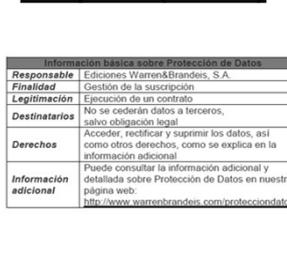 Información básica sobre Protección de Datos
Responsable Ediciones Warren&Brandeis, S.A.
Finalidad Gestión de la suscripción
Legitimación Ejecución de un contrato
Destinatarios No se cederán datos a terceros,
salvo obligación legal
Derechos Acceder, rectificar y suprimir los datos, así
como otros derechos, como se explica en la
información adicional
Información Puede consultar la información adicional y
adicional detallada sobre Protección de Datos en nuestr
página web:
http://www.warrenbrandeis.com/protecciondato